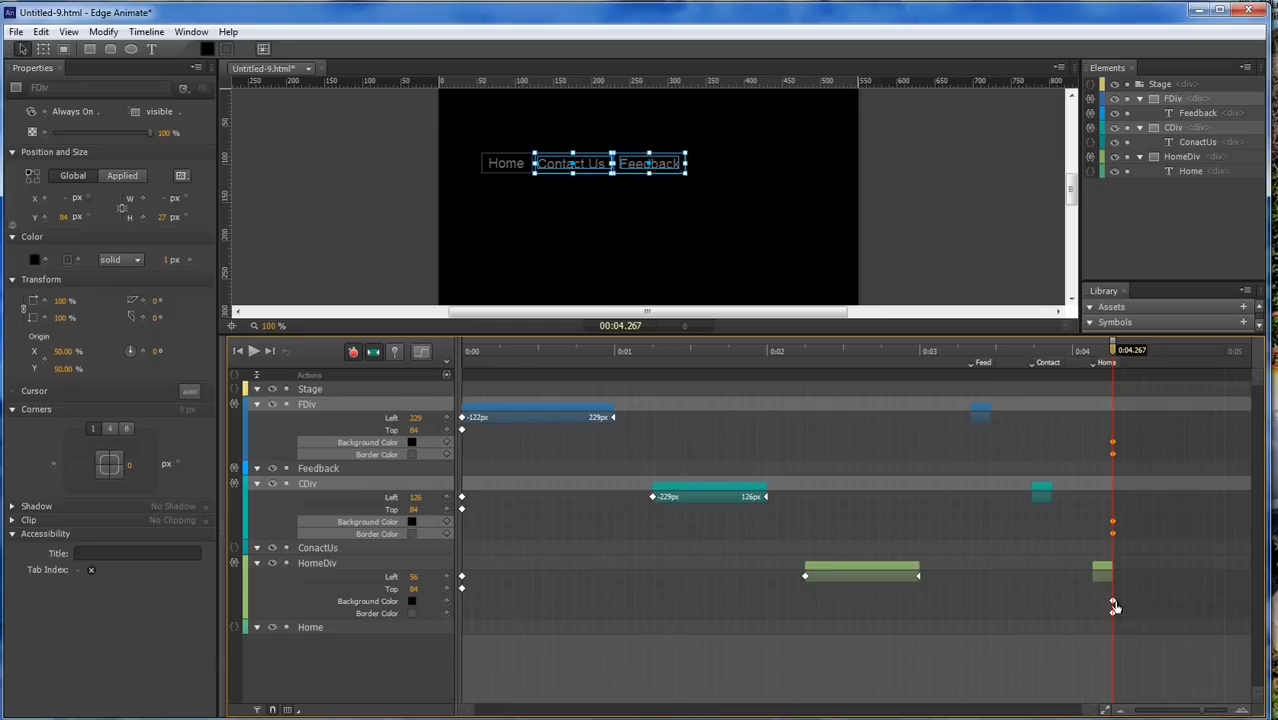 An Untitled-9.html* - Edge Animate*
File Edit View Modify Timeline Window Help
T
Properties
FDiv
Always On
visible
100 %
Position and Size
Global Applied
X - px W - px
Y 84 px H 27 px
Color
solid 1 px
Transform
100 % 0°
100 % 0°
Origin
X 50.00 % 0°
Y 50.00 %
Cursor auto
Corners 0 px
1 4 8
0 px
Shadow No Shadow
Clip No Clipping
Accessibility
Title:
Tab Index: -
Untitled-9.html*
250 200 150 100 50 0 50 100 150 200 250 300 350 400 450 500 550 600 650 700 750 800
Home Contact Us Feedback
100 % 00:04.267 0
Elements
Stage <div>
FDiv <div>
T Feedback <div>
CDiv <div>
T ConactUs <div>
HomeDiv <div>
T Home <div>
Library
Assets +
Symbols +
0:00 0:01 0:02 0:03 0:04 0:04.267 0:05
Feed Contact Home
Actions
Stage
FDiv
Left 229 -122px 229px
Top 84
Background Color
Border Color
Feedback
CDiv
Left 126 -229px 126px
Top 84
Background Color
Border Color
ConactUs
HomeDiv
Left 56
Top 84
Background Color
Border Color
Home